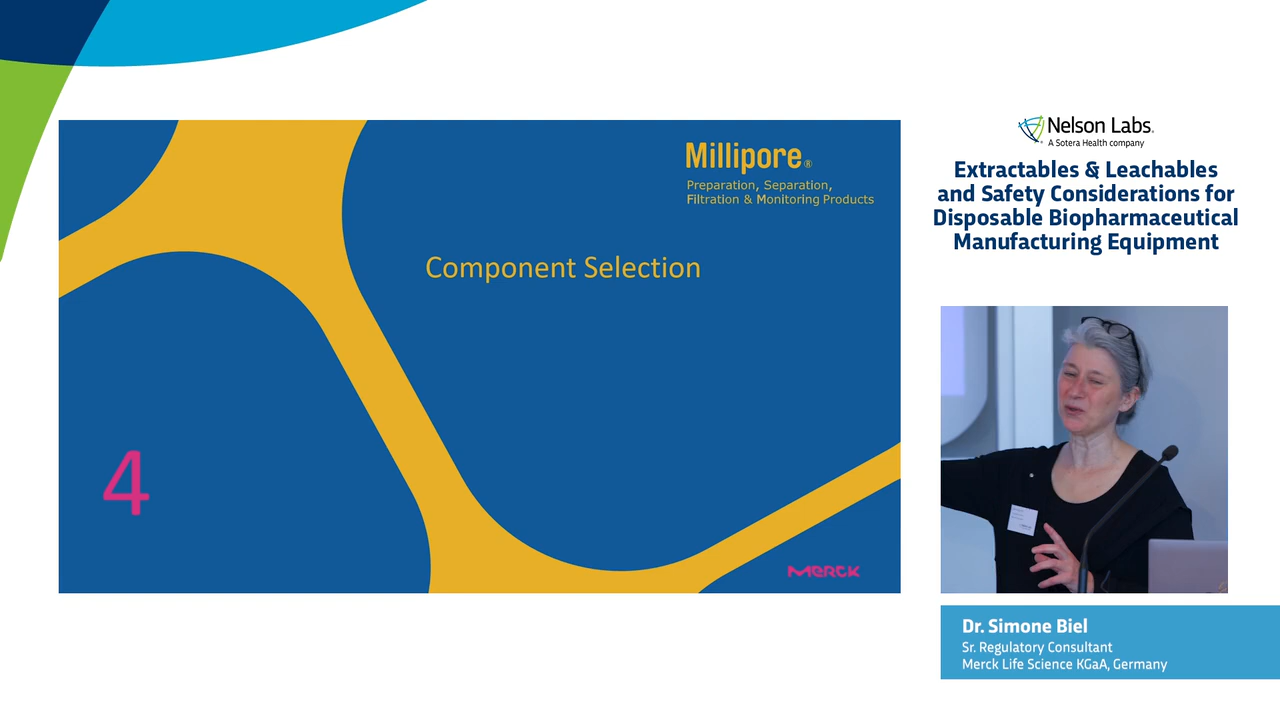 Millipore®
Preparation, Separation,
Filtration & Monitoring Products
Component Selection
4
Merck
Nelson Labs.
A Sotera Health company
Extractables & Leachables
and Safety Considerations for
Disposable Biopharmaceutical
Manufacturing Equipment
Dr. Simone Biel
Sr. Regulatory Consultant
Merck Life Science KGaA, Germany